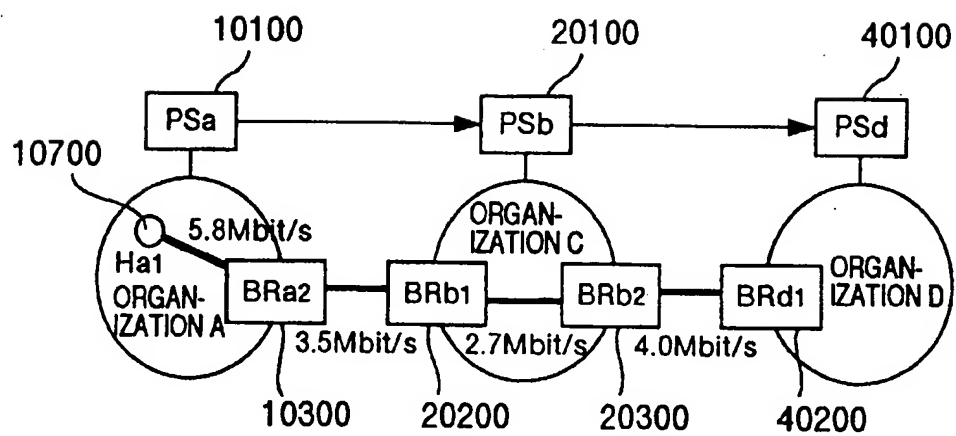 10100
20100
40100
PSa
PSb
PSd
10700
5.8Mbit/s
Ha1
ORGAN-
IZATION A
ORGAN-
IZATION C
ORGAN-
IZATION D
BRa2
BRb1
BRb2
BRd1
3.5Mbit/s
2.7Mbit/s
4.0Mbit/s
10300
20200
20300
40200